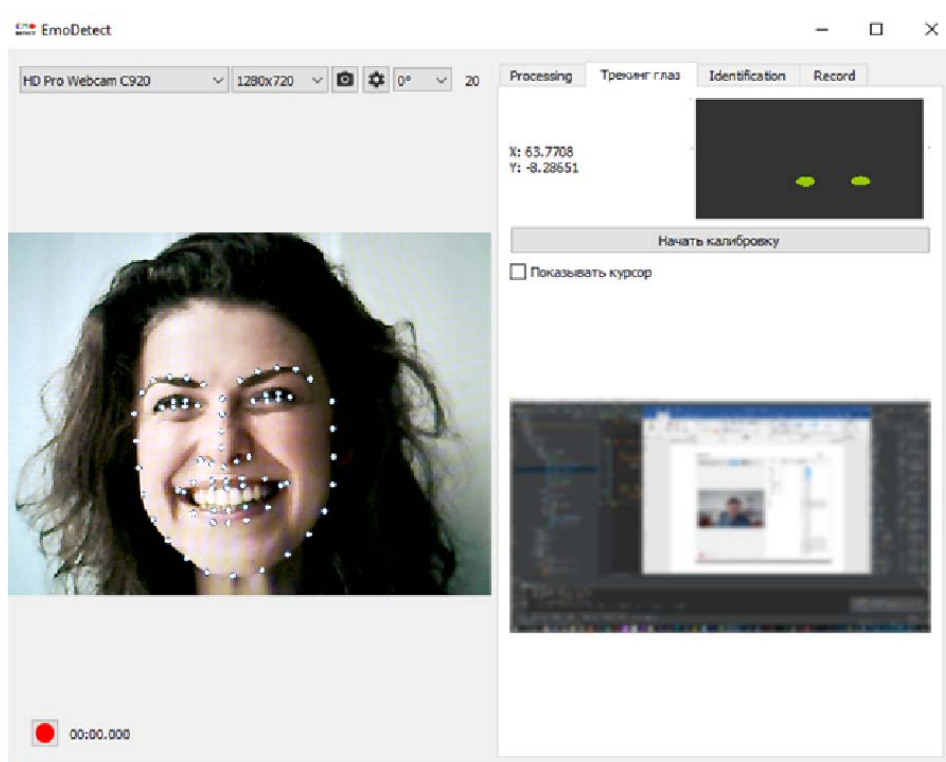 EmoDetect
HD Pro Webcam C920 1280x720 0° 20
Processing Трекинг глаз Identification Record
X: 63.7708
Y: -8.28651
Начать калибровку
Показывать курсор
00:00.000